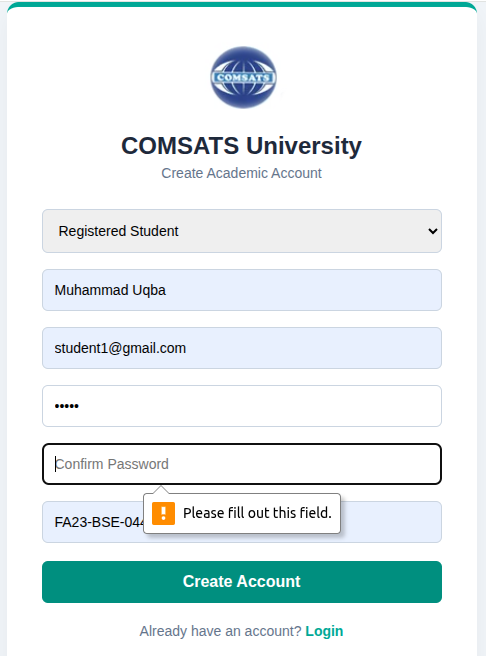 COMSATS
COMSATS University
Create Academic Account
Registered Student
Muhammad Uqba
student1@gmail.com
•••••
Confirm Password
Please fill out this field.
FA23-BSE-044
Create Account
Already have an account? Login